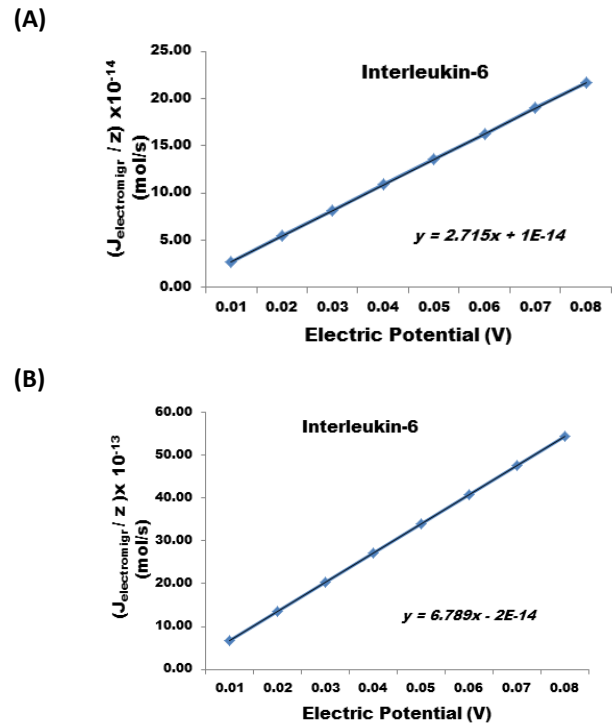 (A)
Interleukin-6
(J_electromigr / z) x10^-14
(mol/s)
25.00
20.00
15.00
10.00
5.00
0.00
y = 2.715x + 1E-14
0.01 0.02 0.03 0.04 0.05 0.06 0.07 0.08
Electric Potential (V)
(B)
Interleukin-6
(J_electromigr / z )x 10^-13
(mol/s)
60.00
50.00
40.00
30.00
20.00
10.00
0.00
y = 6.789x - 2E-14
0.01 0.02 0.03 0.04 0.05 0.06 0.07 0.08
Electric Potential (V)